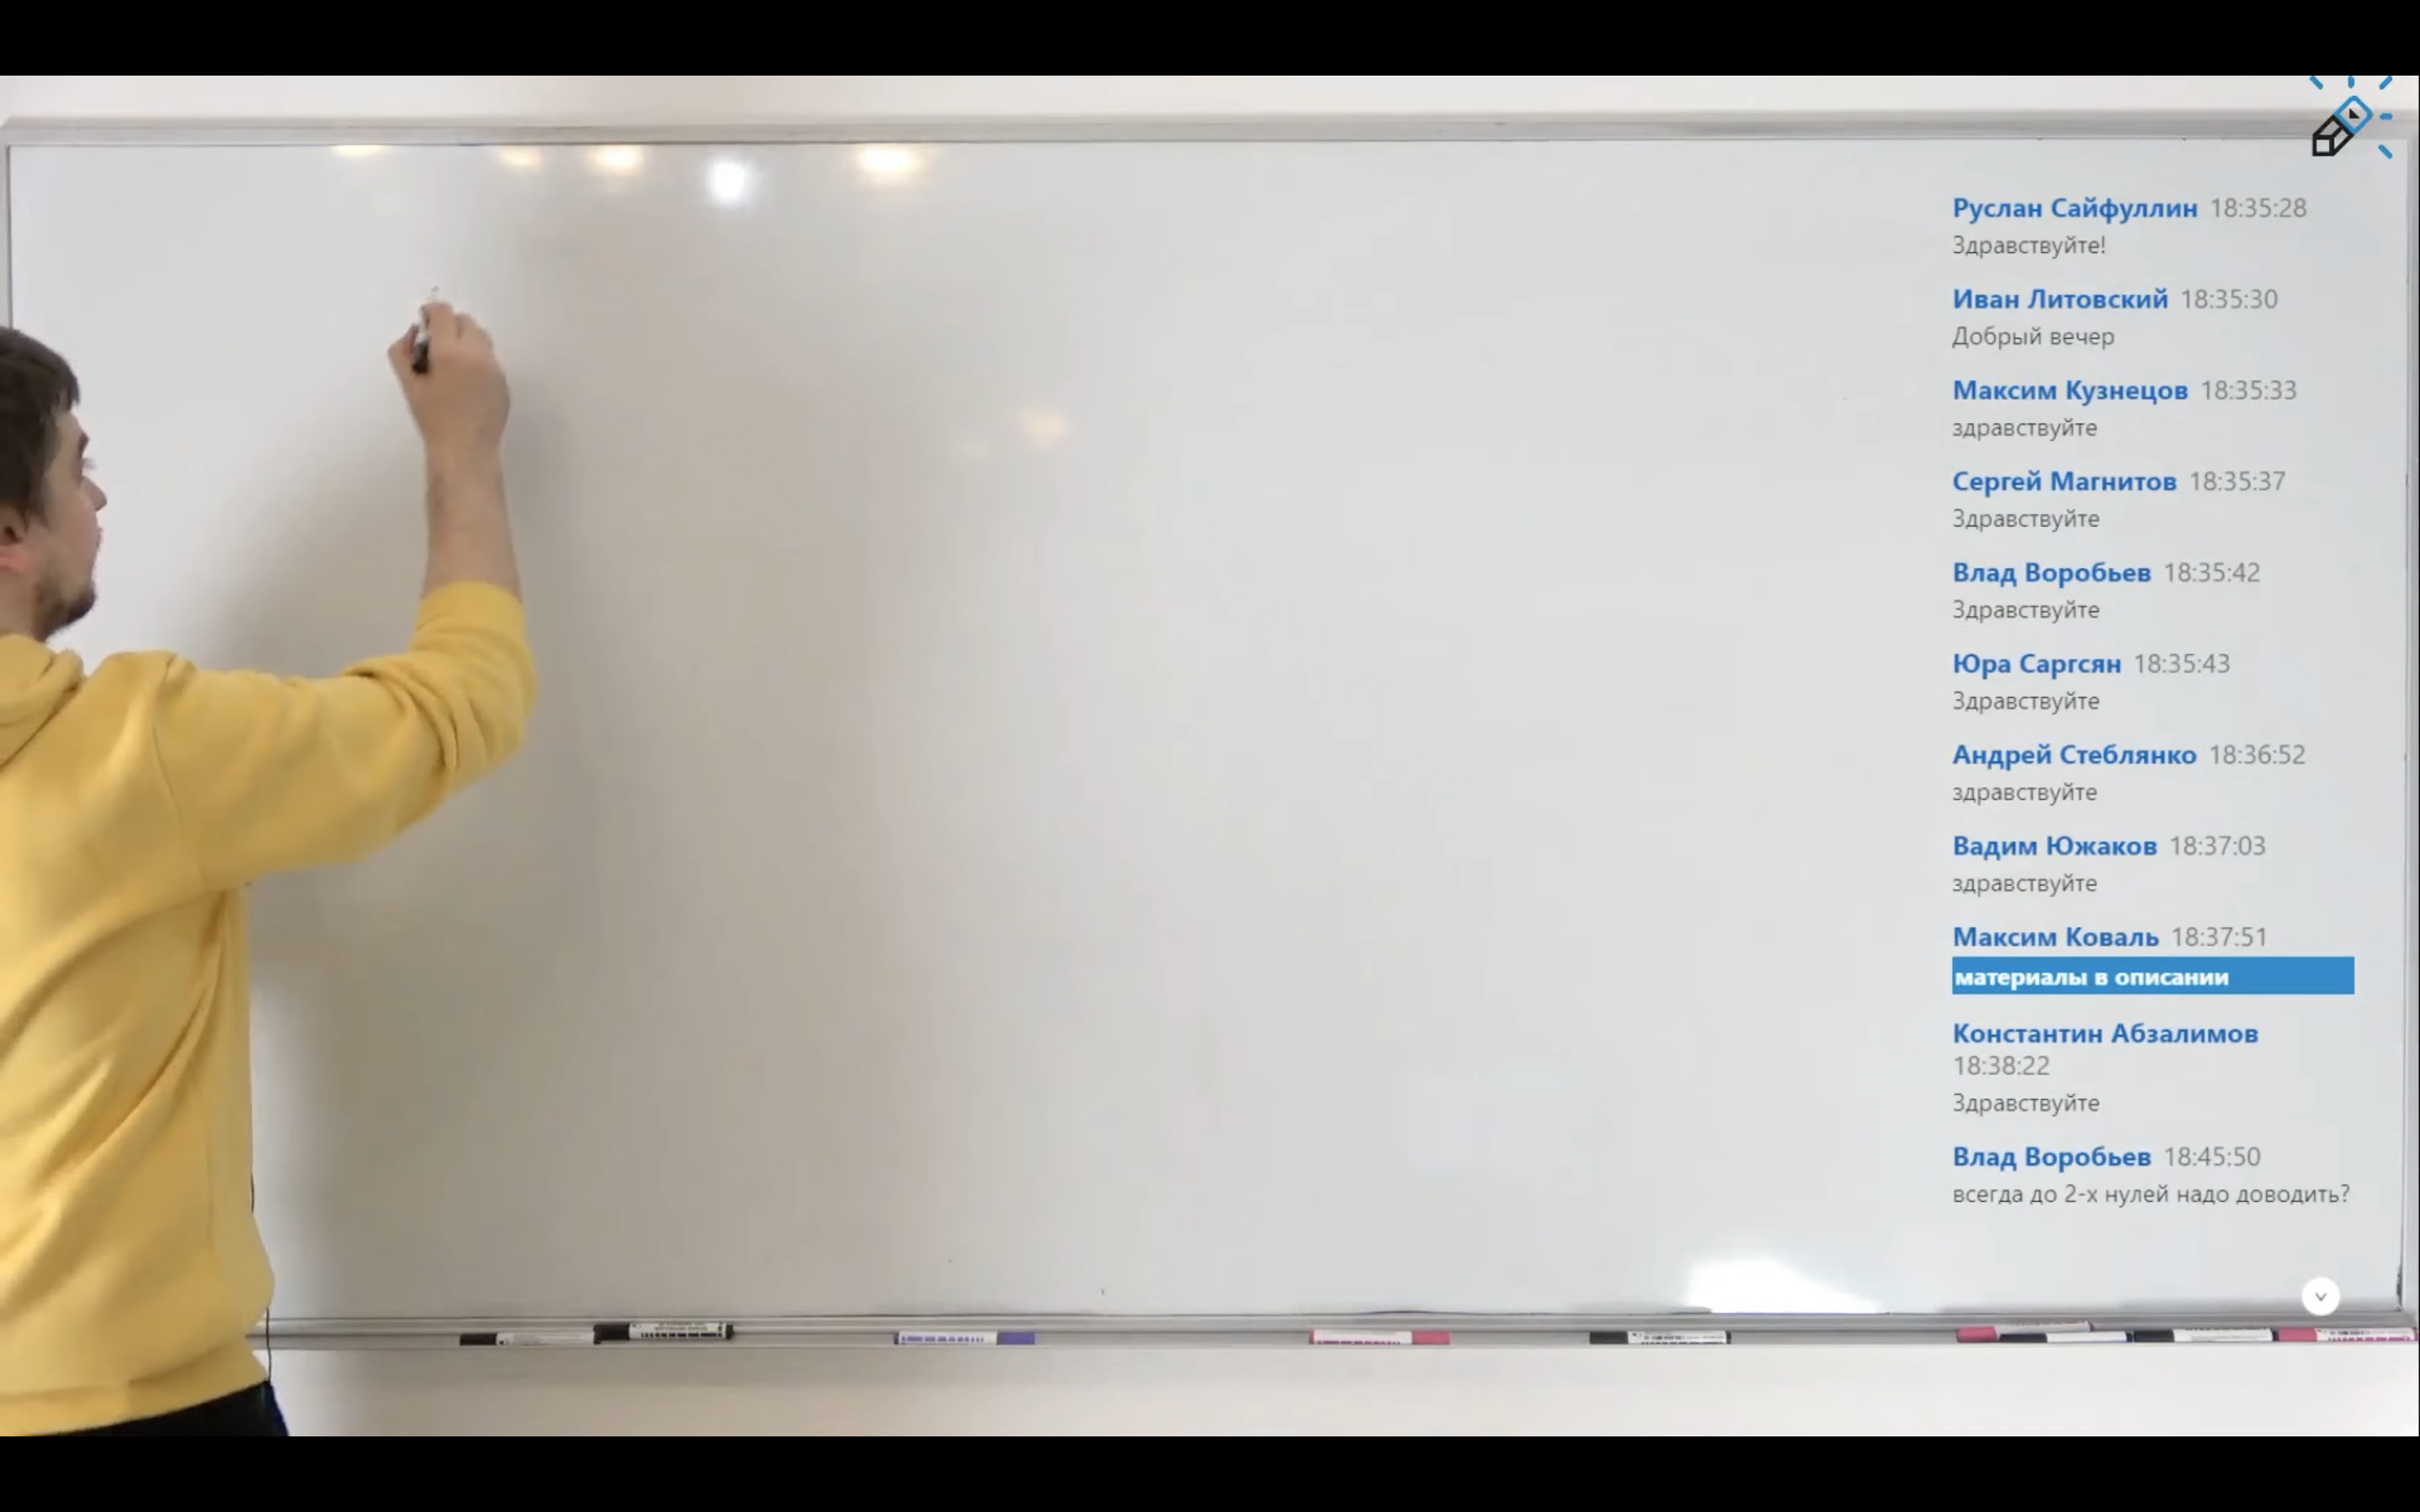 Руслан Сайфуллин 18:35:28
Здравствуйте!
Иван Литовский 18:35:30
Добрый вечер
Максим Кузнецов 18:35:33
здравствуйте
Сергей Магнитов 18:35:37
Здравствуйте
Влад Воробьев 18:35:42
Здравствуйте
Юра Саргсян 18:35:43
Здравствуйте
Андрей Стеблянко 18:36:52
здравствуйте
Вадим Южаков 18:37:03
здравствуйте
Максим Коваль 18:37:51
материалы в описании
Константин Абзалимов
18:38:22
Здравствуйте
Влад Воробьев 18:45:50
всегда до 2-х нулей надо доводить?